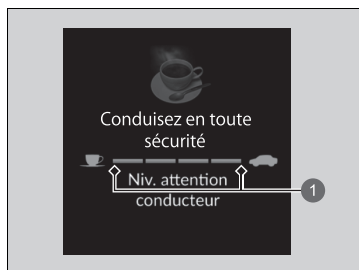 Conduisez en toute
sécurité
Niv. attention
conducteur
1